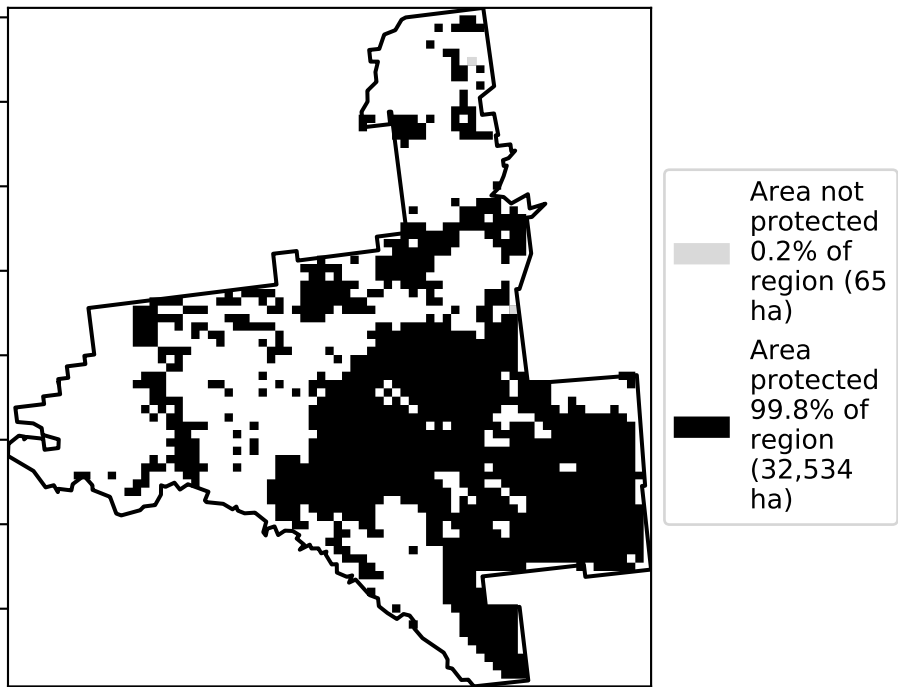 Area not
protected
0.2% of
region (65
ha)
Area
protected
99.8% of
region
(32,534
ha)